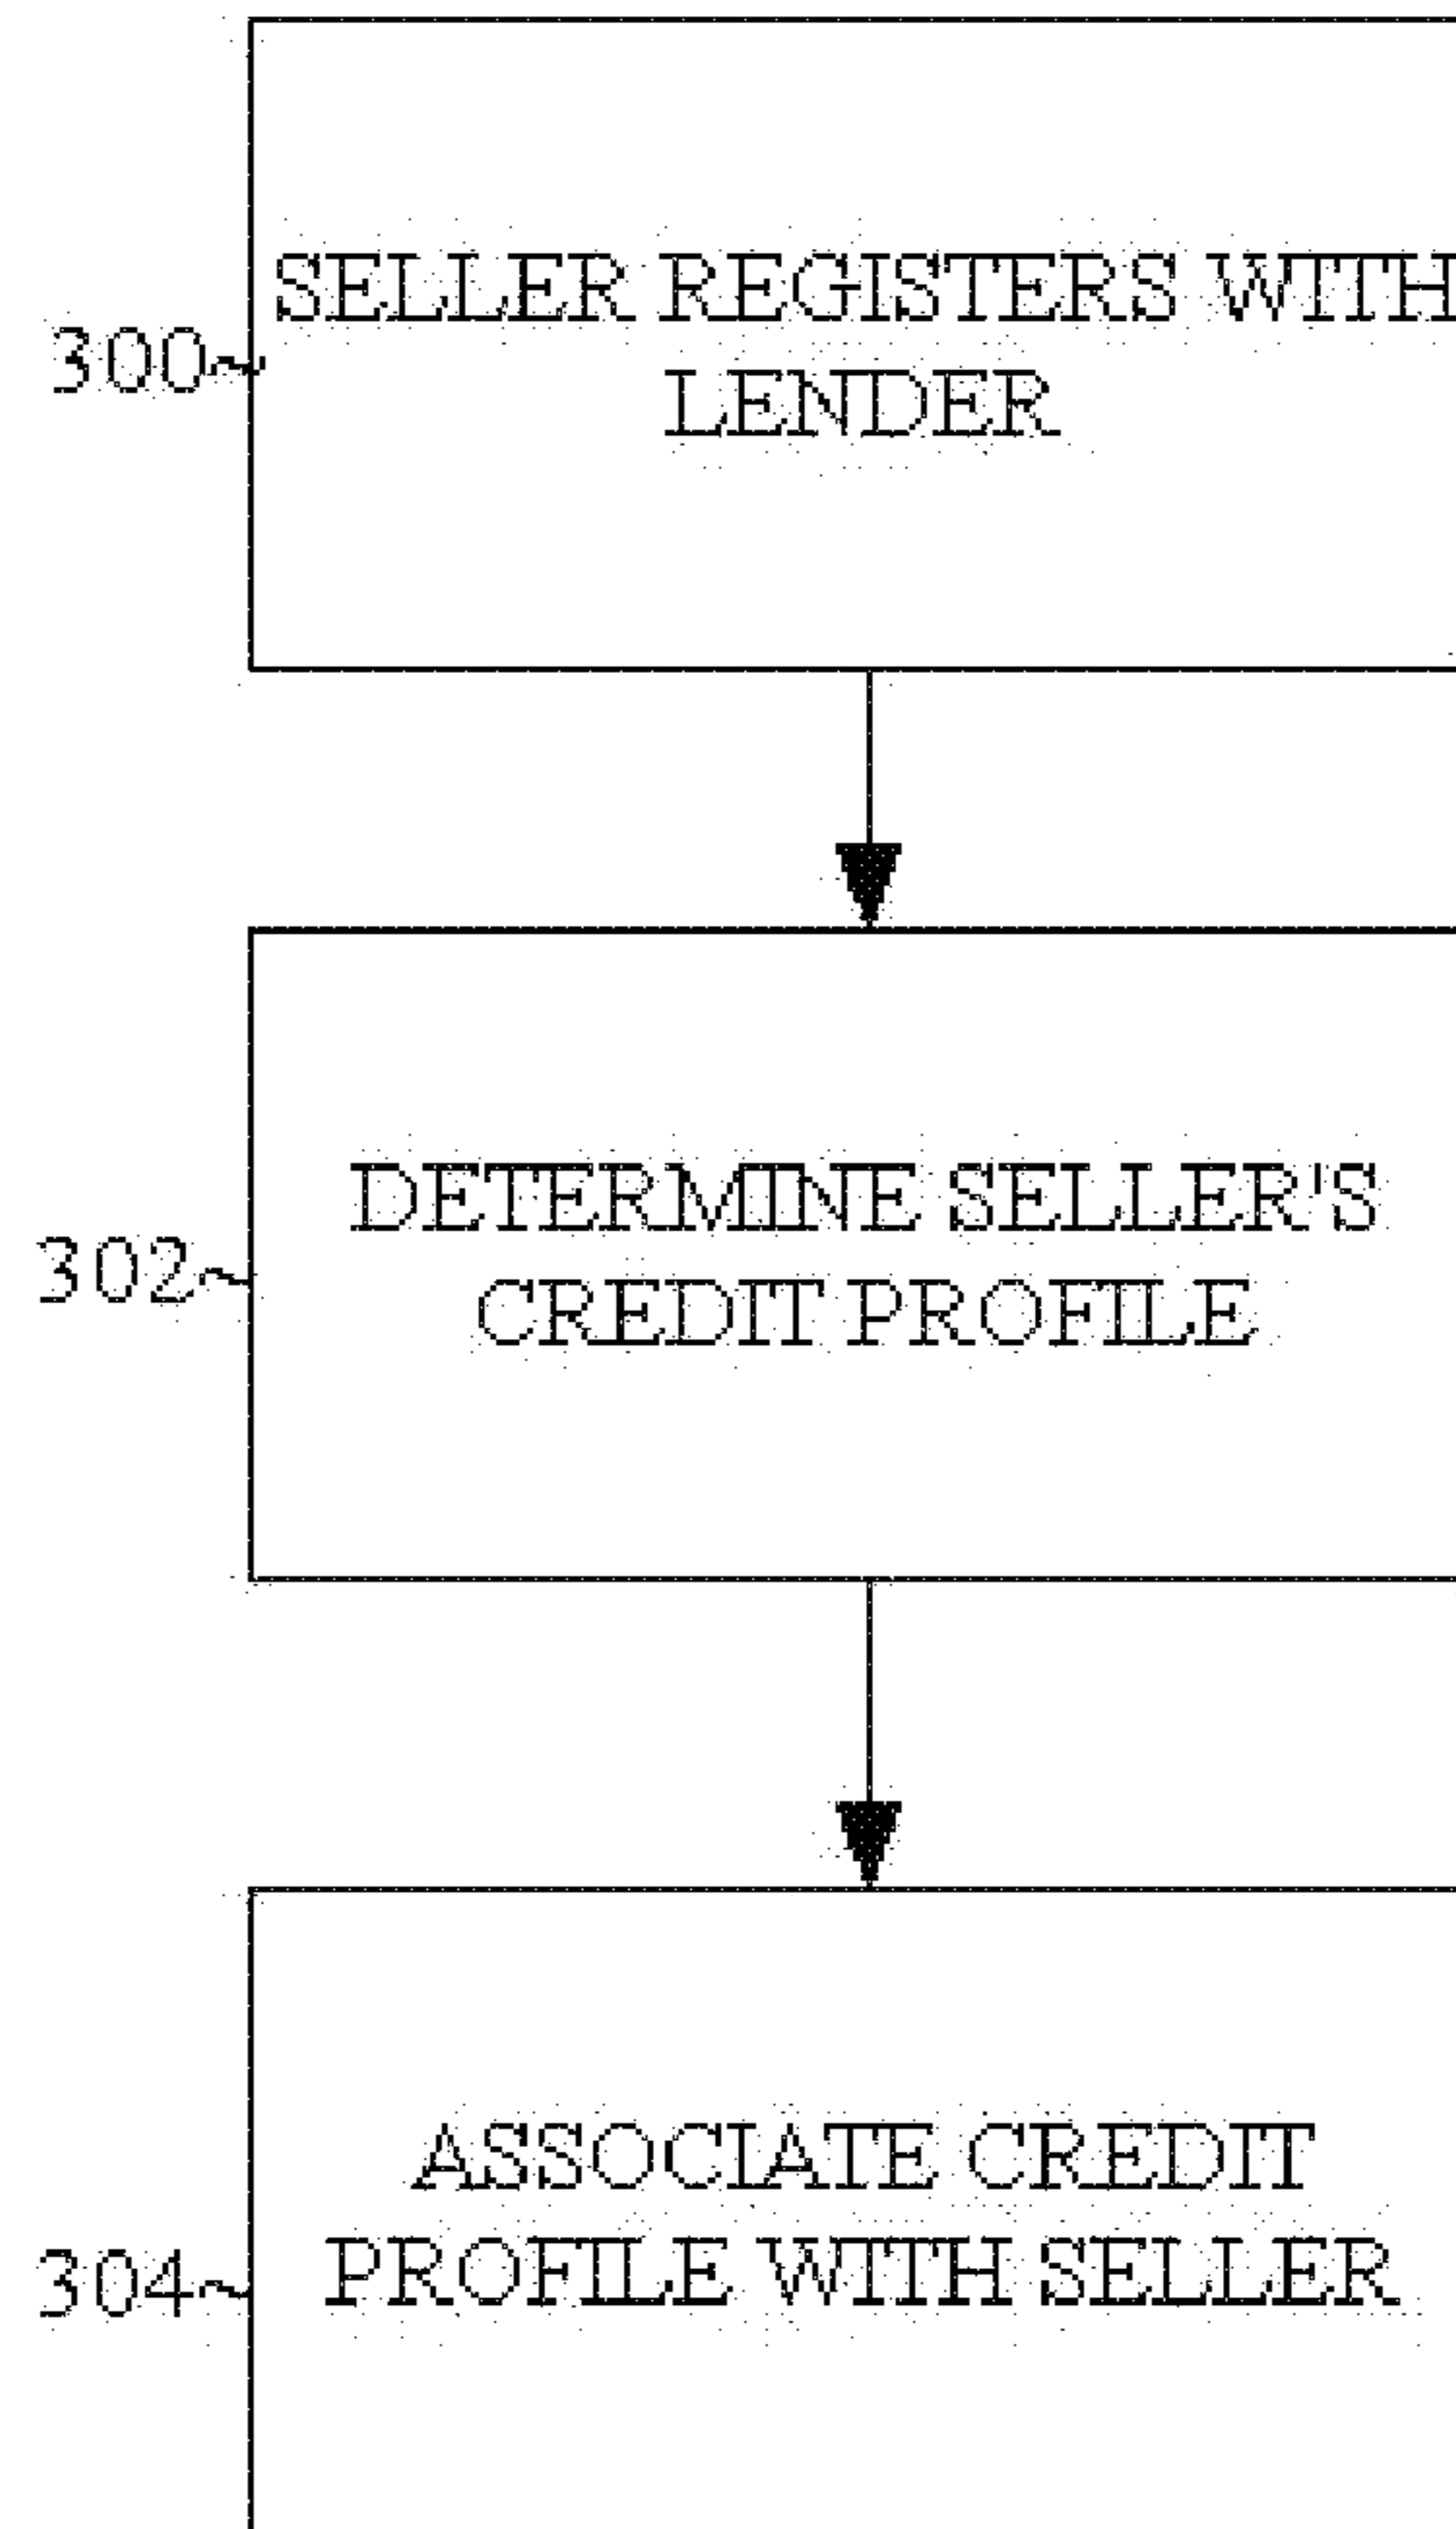 SELLER REGISTERS WITH
LENDER
300
DETERMINE SELLER'S
CREDIT PROFILE
302
ASSOCIATE CREDIT
PROFILE WITH SELLER
304